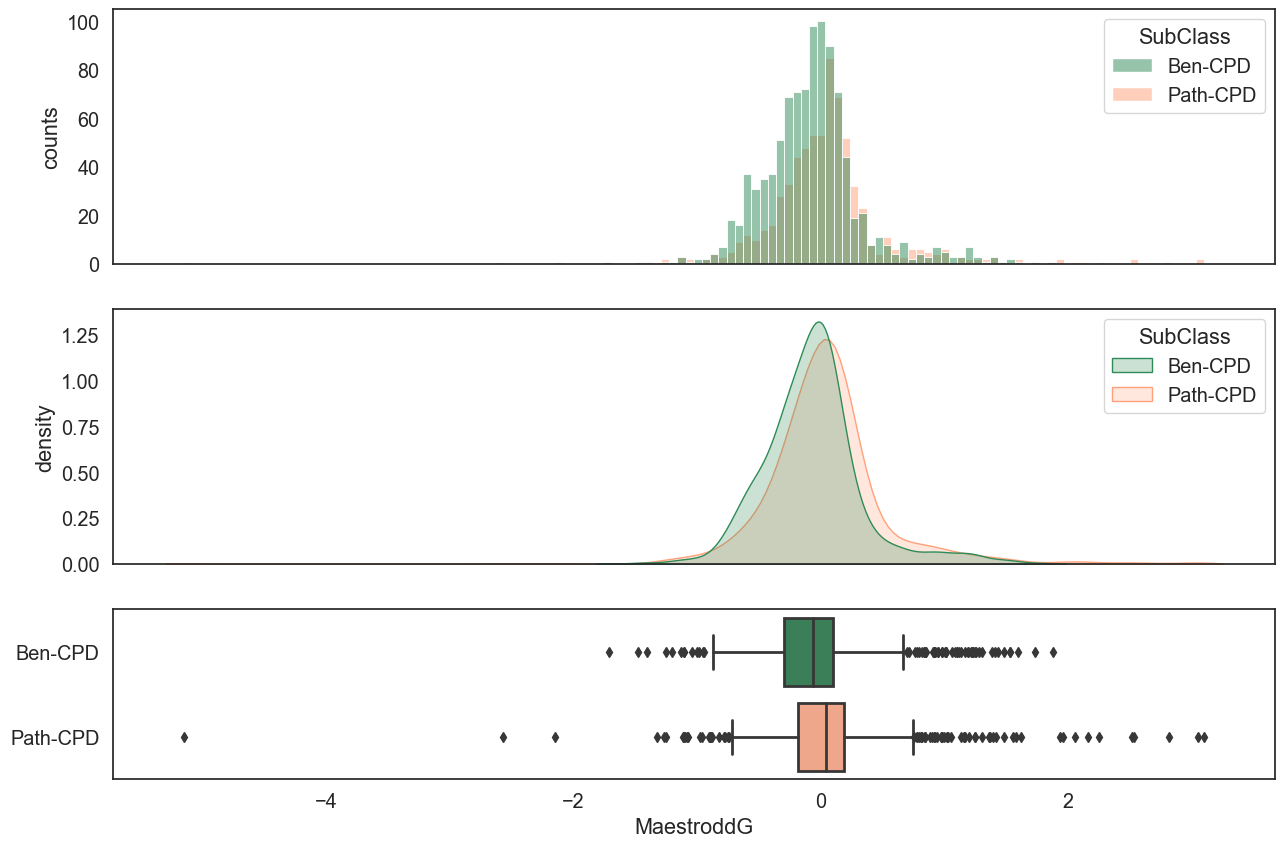 100
80
60
40
20
0
counts
SubClass
Ben-CPD
Path-CPD
1.25
1.00
0.75
0.50
0.25
0.00
density
SubClass
Ben-CPD
Path-CPD
Ben-CPD
Path-CPD
−4
−2
0
2
MaestroddG